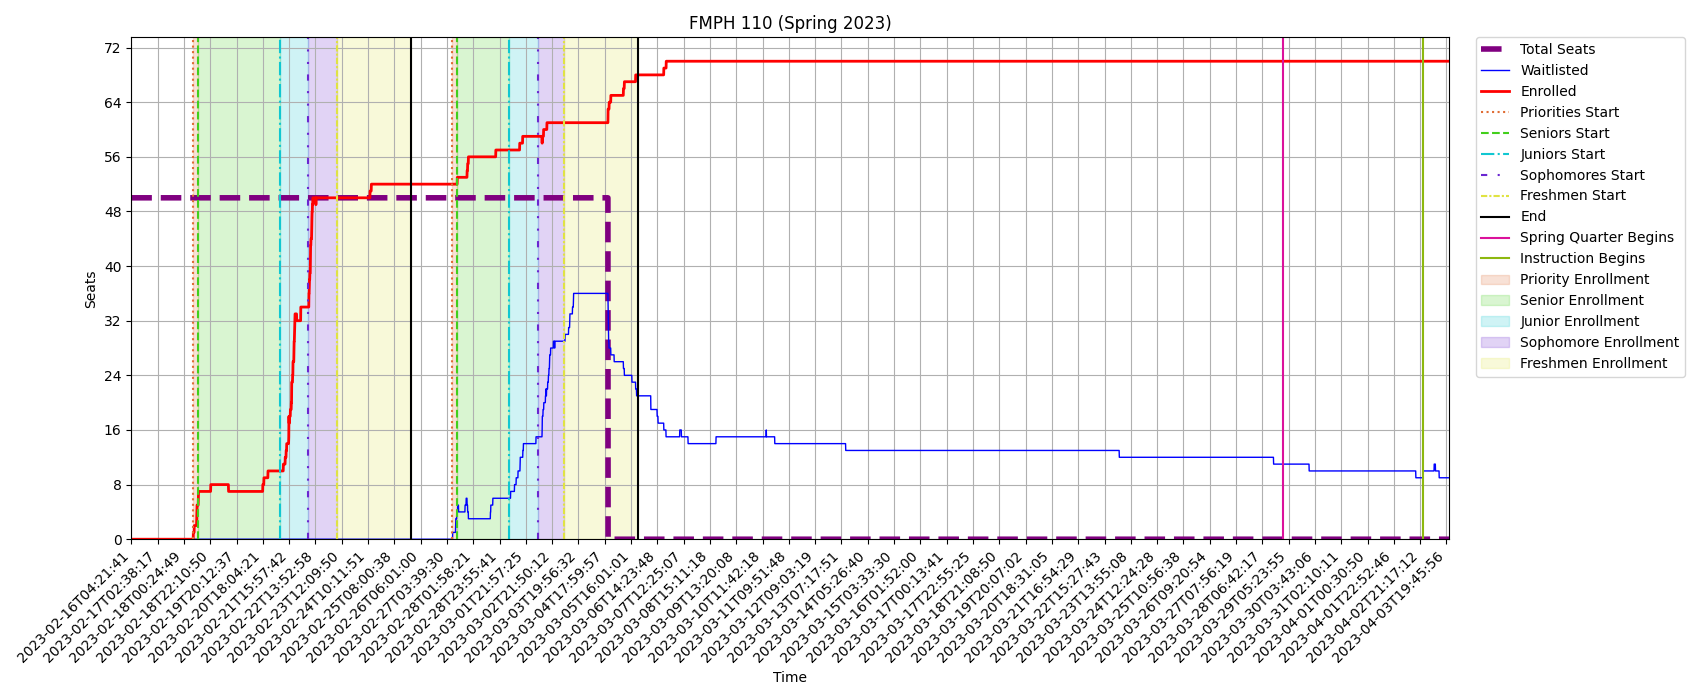 FMPH 110 (Spring 2023)
Seats
72
64
56
48
40
32
24
16
8
0
2023-02-16T04:21:41
2023-02-17T02:38:17
2023-02-18T00:24:49
2023-02-18T22:10:50
2023-02-19T20:12:37
2023-02-20T18:04:21
2023-02-21T15:57:42
2023-02-22T13:52:58
2023-02-23T12:09:50
2023-02-24T10:11:51
2023-02-25T08:00:38
2023-02-26T06:01:00
2023-02-27T03:39:30
2023-02-28T01:58:21
2023-02-28T23:55:41
2023-03-01T21:57:25
2023-03-02T21:50:12
2023-03-03T19:56:32
2023-03-04T17:59:57
2023-03-05T16:01:01
2023-03-06T14:23:48
2023-03-07T12:25:07
2023-03-08T15:11:18
2023-03-09T13:20:08
2023-03-10T11:42:18
2023-03-11T09:51:48
2023-03-12T09:03:19
2023-03-13T07:17:51
2023-03-14T05:26:40
2023-03-15T03:33:30
2023-03-16T01:52:00
2023-03-17T00:13:41
2023-03-17T22:55:25
2023-03-18T21:08:50
2023-03-19T20:07:02
2023-03-20T18:31:05
2023-03-21T16:54:29
2023-03-22T15:27:43
2023-03-23T13:55:08
2023-03-24T12:24:28
2023-03-25T10:56:38
2023-03-26T09:20:54
2023-03-27T07:56:19
2023-03-28T06:42:17
2023-03-29T05:23:55
2023-03-30T03:43:06
2023-03-31T02:10:11
2023-04-01T00:30:50
2023-04-01T22:52:46
2023-04-02T21:17:12
2023-04-03T19:45:56
Time
Total Seats
Waitlisted
Enrolled
Priorities Start
Seniors Start
Juniors Start
Sophomores Start
Freshmen Start
End
Spring Quarter Begins
Instruction Begins
Priority Enrollment
Senior Enrollment
Junior Enrollment
Sophomore Enrollment
Freshmen Enrollment